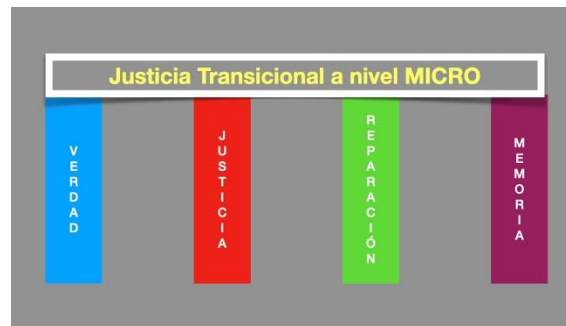 Justicia Transicional a nivel MICRO
VERDAD
JUSTICIA
REPARACIÓN
MEMORIA